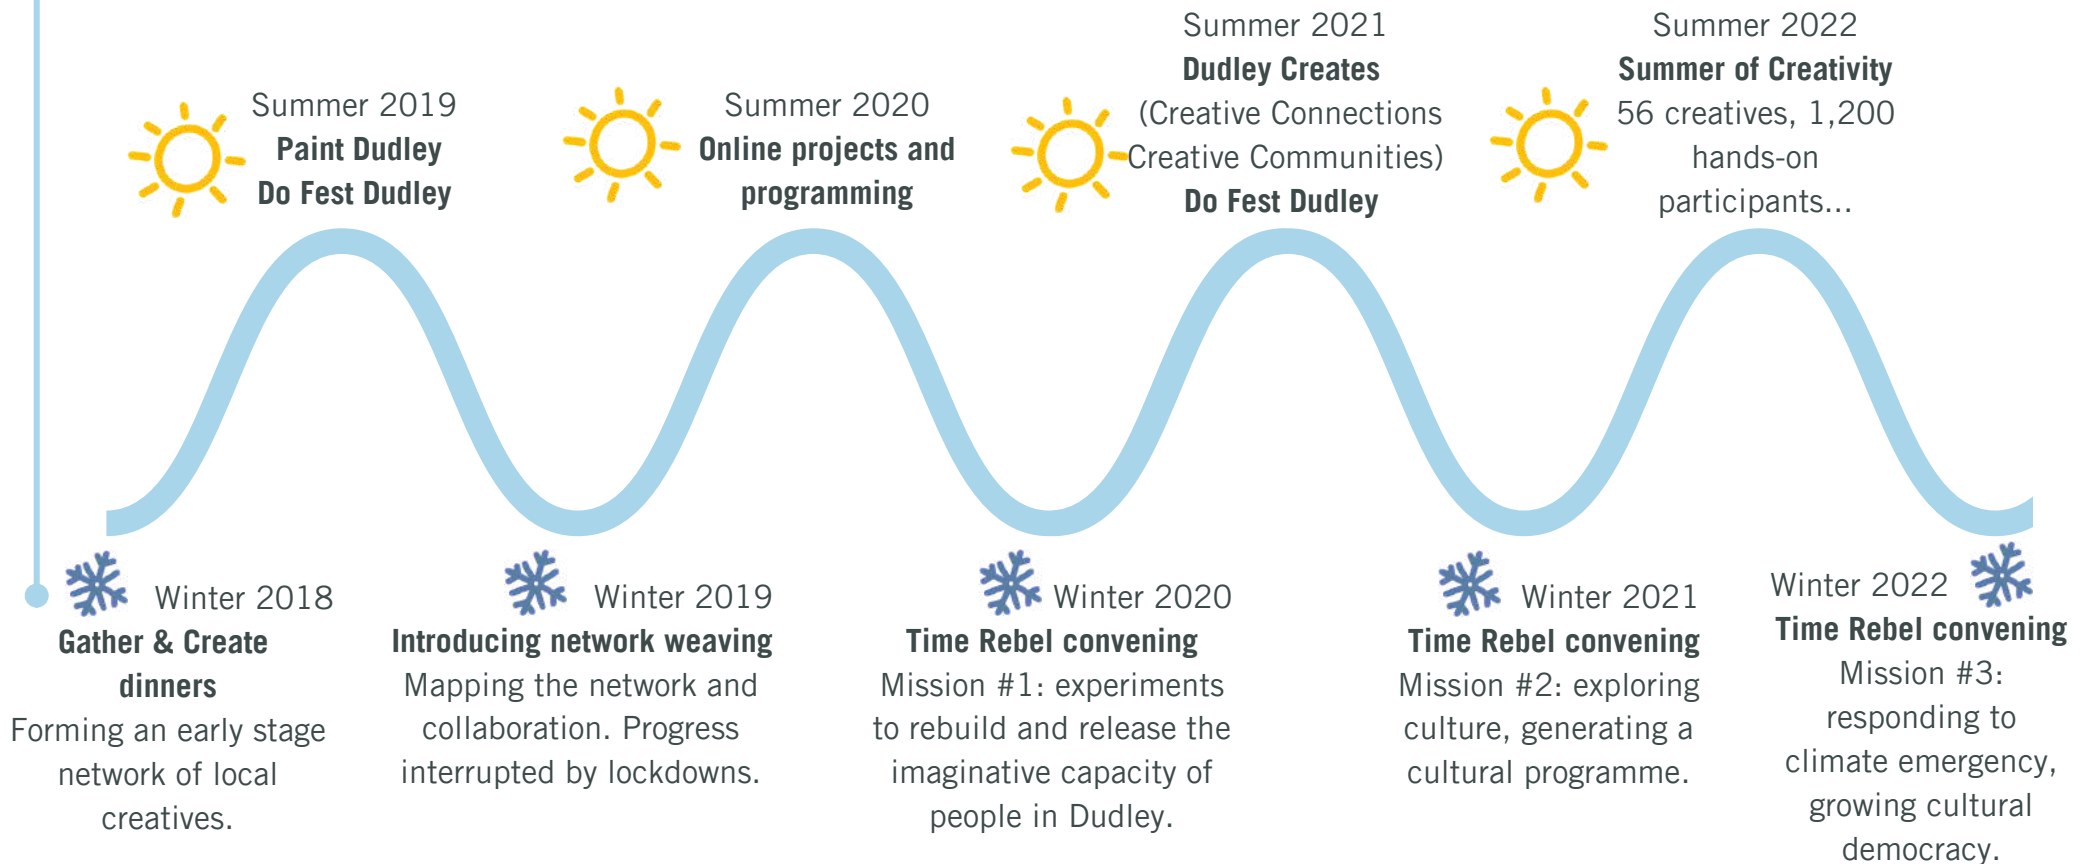 Summer 2019
Paint Dudley
Do Fest Dudley
Summer 2020
Online projects and
programming
Summer 2021
Dudley Creates
(Creative Connections
Creative Communities)
Do Fest Dudley
Summer 2022
Summer of Creativity
56 creatives, 1,200
hands-on
participants...
Winter 2018
Gather & Create
dinners
Forming an early stage
network of local
creatives.
Winter 2019
Introducing network weaving
Mapping the network and
collaboration. Progress
interrupted by lockdowns.
Winter 2020
Time Rebel convening
Mission #1: experiments
to rebuild and release the
imaginative capacity of
people in Dudley.
Winter 2021
Time Rebel convening
Mission #2: exploring
culture, generating a
cultural programme.
Winter 2022
Time Rebel convening
Mission #3:
responding to
climate emergency,
growing cultural
democracy.